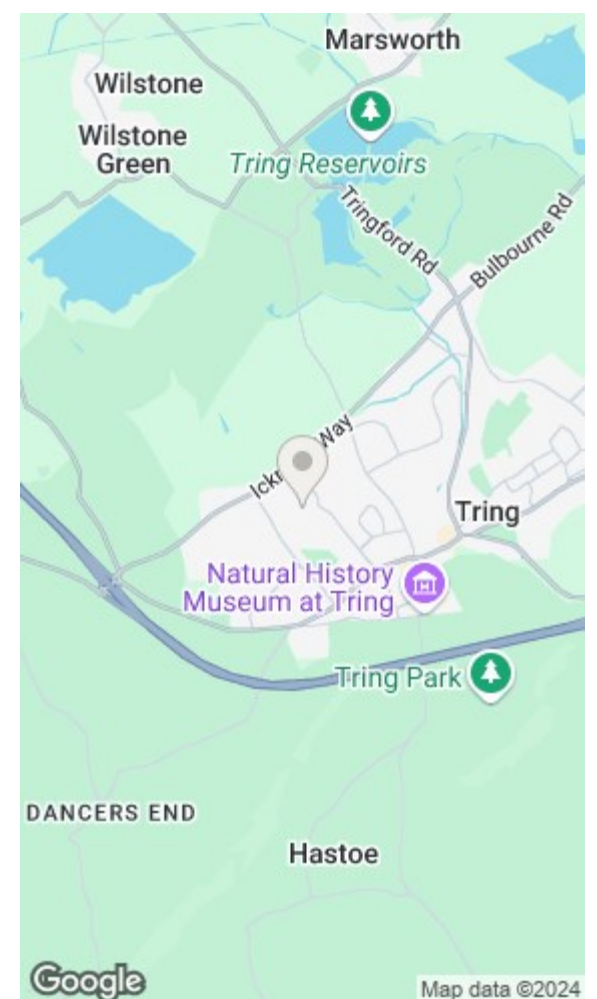 Marsworth
Wilstone
Wilstone
Green
Tring Reservoirs
Tringford Rd
Bulbourne Rd
Way
Tring
Natural History
Museum at Tring
Tring Park
DANCERS END
Hastoe
Google
Map data ©2024